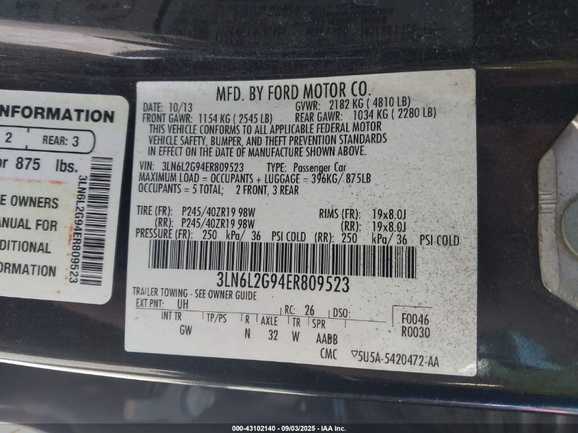 NFORMATION
2 REAR: 3
or 875 lbs.
E OWNERS
ANUAL FOR
DDITIONAL
ORMATION
3LN6L2G94ER809523
MFD. BY FORD MOTOR CO.
DATE: 10/13 GVWR: 2182 KG ( 4810 LB)
FRONT GAWR: 1154 KG ( 2545 LB) REAR GAWR: 1034 KG ( 2280 LB)
THIS VEHICLE CONFORMS TO ALL APPLICABLE FEDERAL MOTOR
VEHICLE SAFETY, BUMPER, AND THEFT PREVENTION STANDARDS
IN EFFECT ON THE DATE OF MANUFACTURE SHOWN ABOVE.
VIN: 3LN6L2G94ER809523 TYPE: Passenger Car
MAXIMUM LOAD = OCCUPANTS + LUGGAGE = 396KG/ 875LB
OCCUPANTS = 5 TOTAL: 2 FRONT, 3 REAR
TIRE (FR): P245/40ZR19 98W RIMS (FR): 19x8.0J
(RR): P245/40ZR19 98W (RR): 19x8.0J
PRESSURE (FR): 250 kPa/ 36 PSI COLD (RR): 250 kPa/ 36 PSI COLD
3LN6L2G94ER809523
TRAILER TOWING - SEE OWNER GUIDE
EXT PNT: UH RC: 26 DSO: F0046
INT TR TP/PS R AXLE TR SPR R0030
GW N 32 W AABB
CMC ▽5U5A-5420472-AA
000-43102140 - 09/03/2025 - IAAI.COM